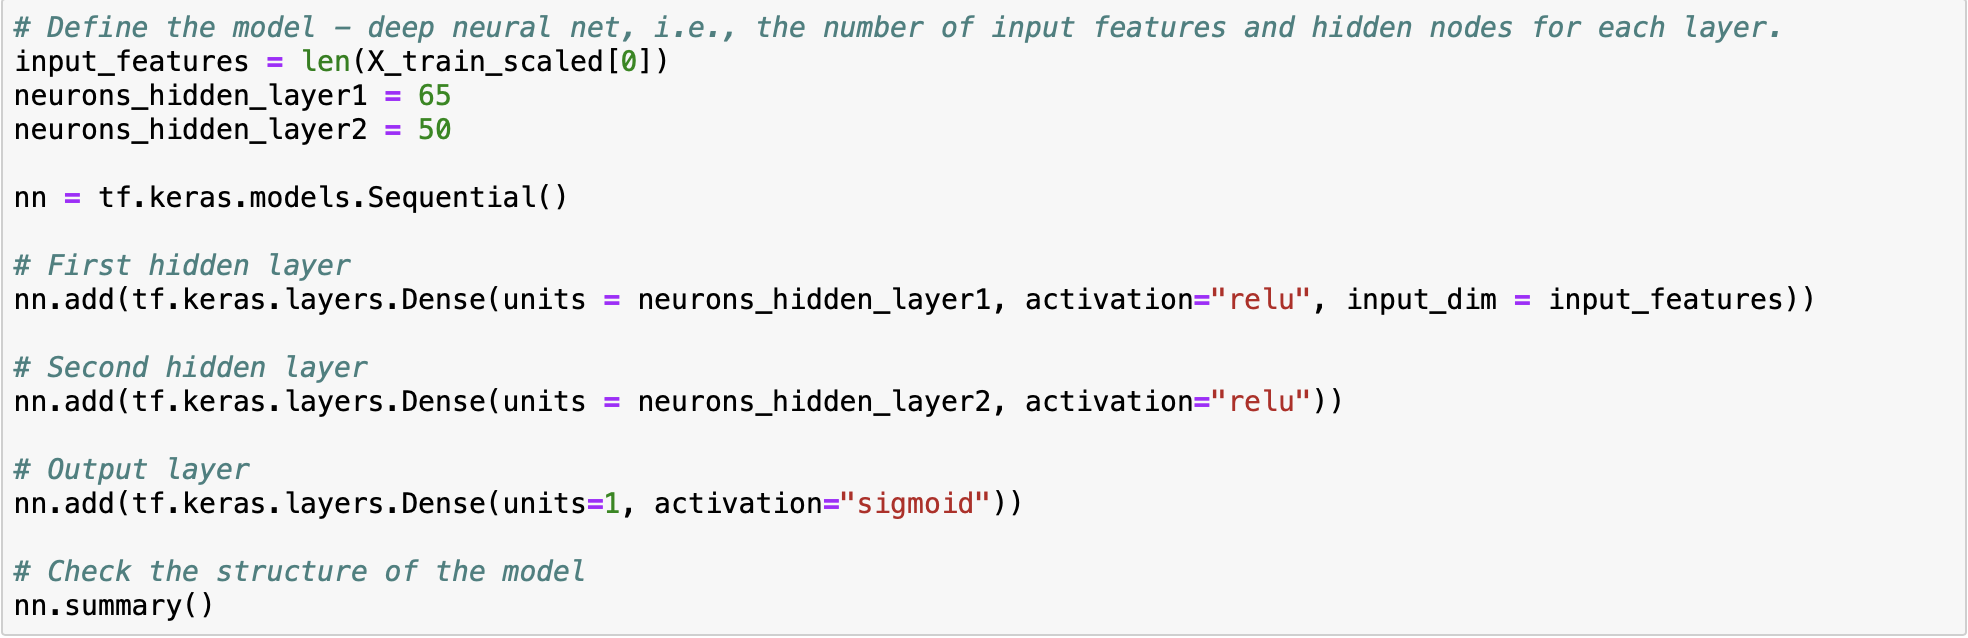 # Define the model – deep neural net, i.e., the number of input features and hidden nodes for each layer.
input_features = len(X_train_scaled[0])
neurons_hidden_layer1 = 65
neurons_hidden_layer2 = 50
nn = tf.keras.models.Sequential()
# First hidden layer
nn.add(tf.keras.layers.Dense(units = neurons_hidden_layer1, activation="relu", input_dim = input_features))
# Second hidden layer
nn.add(tf.keras.layers.Dense(units = neurons_hidden_layer2, activation="relu"))
# Output layer
nn.add(tf.keras.layers.Dense(units=1, activation="sigmoid"))
# Check the structure of the model
nn.summary()